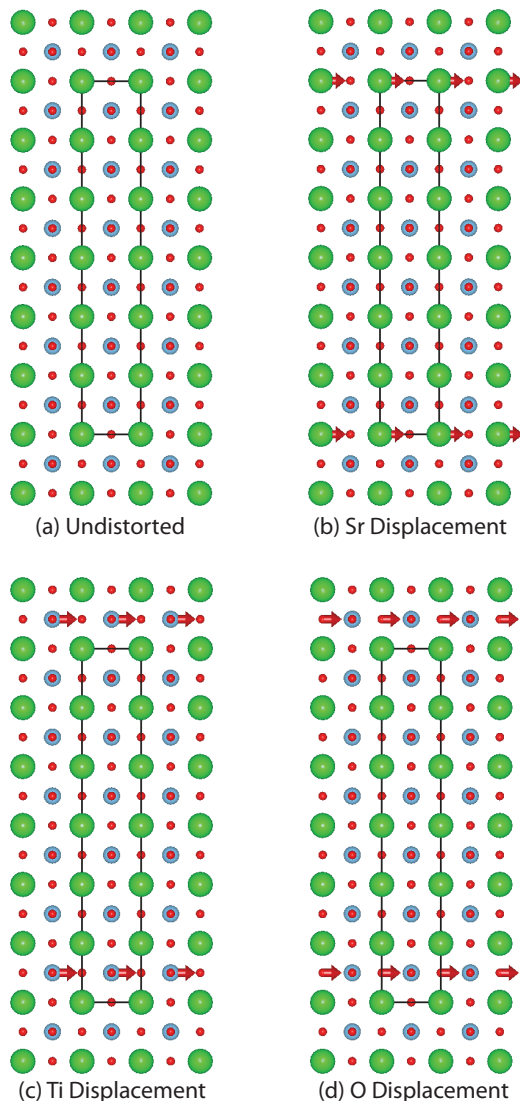 (a) Undistorted
(b) Sr Displacement
(c) Ti Displacement
(d) O Displacement